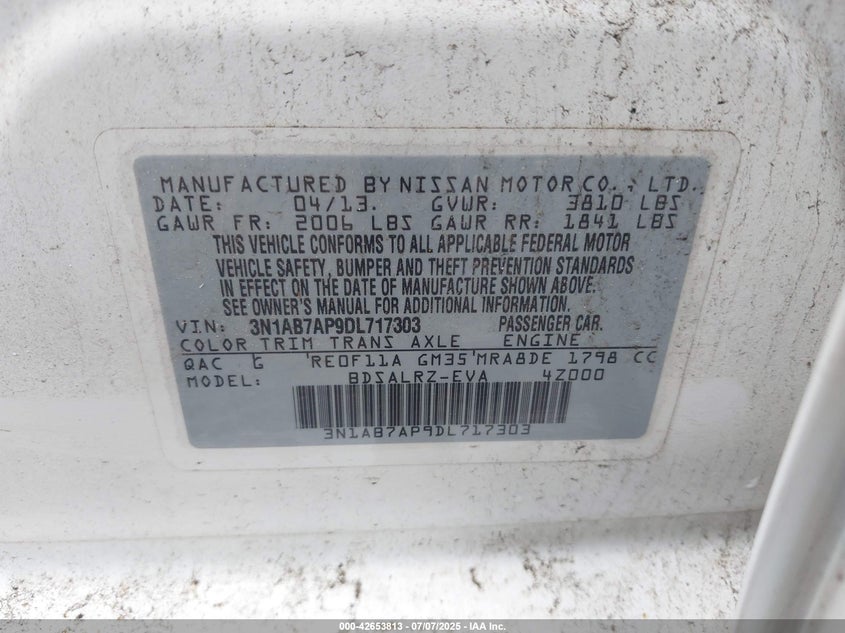 MANUFACTURED BY NISSAN MOTOR CO., LTD.
DATE: 04/13. GVWR: 3810 LBS
GAWR FR: 2006 LBS GAWR RR: 1841 LBS
THIS VEHICLE CONFORMS TO ALL APPLICABLE FEDERAL MOTOR
VEHICLE SAFETY, BUMPER AND THEFT PREVENTION STANDARDS
IN EFFECT ON THE DATE OF MANUFACTURE SHOWN ABOVE.
SEE OWNER'S MANUAL FOR ADDITIONAL INFORMATION.
VIN: 3N1AB7AP9DL717303 PASSENGER CAR.
COLOR TRIM TRANS AXLE ENGINE
QAC G 'RE0F11A GM35'MRA8DE 1798 CC
MODEL: BDSALRZ-EVA 4Z000
3N1AB7AP9DL717303
000-42653813 - 07/07/2025 - IAA Inc.